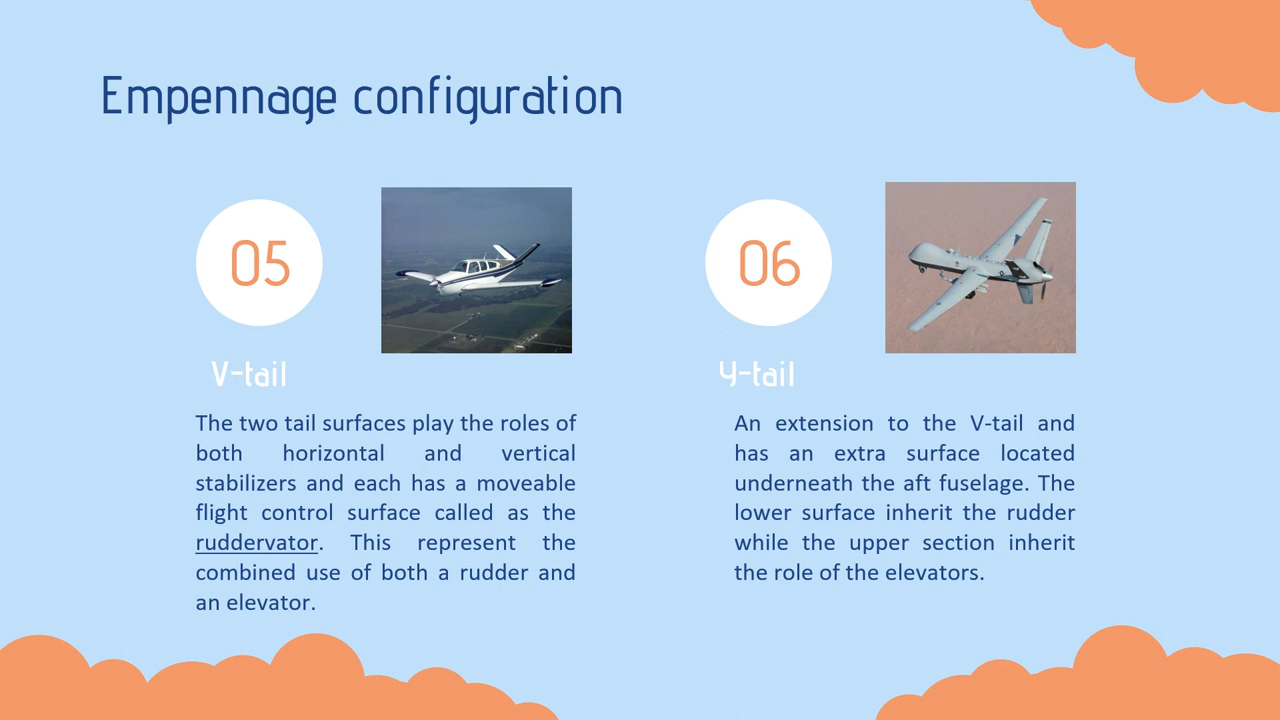 Empennage configuration
05
V-tail
The two tail surfaces play the roles of
both horizontal and vertical
stabilizers and each has a moveable
flight control surface called as the
ruddervator. This represent the
combined use of both a rudder and
an elevator.
06
Y-tail
An extension to the V-tail and
has an extra surface located
underneath the aft fuselage. The
lower surface inherit the rudder
while the upper section inherit
the role of the elevators.